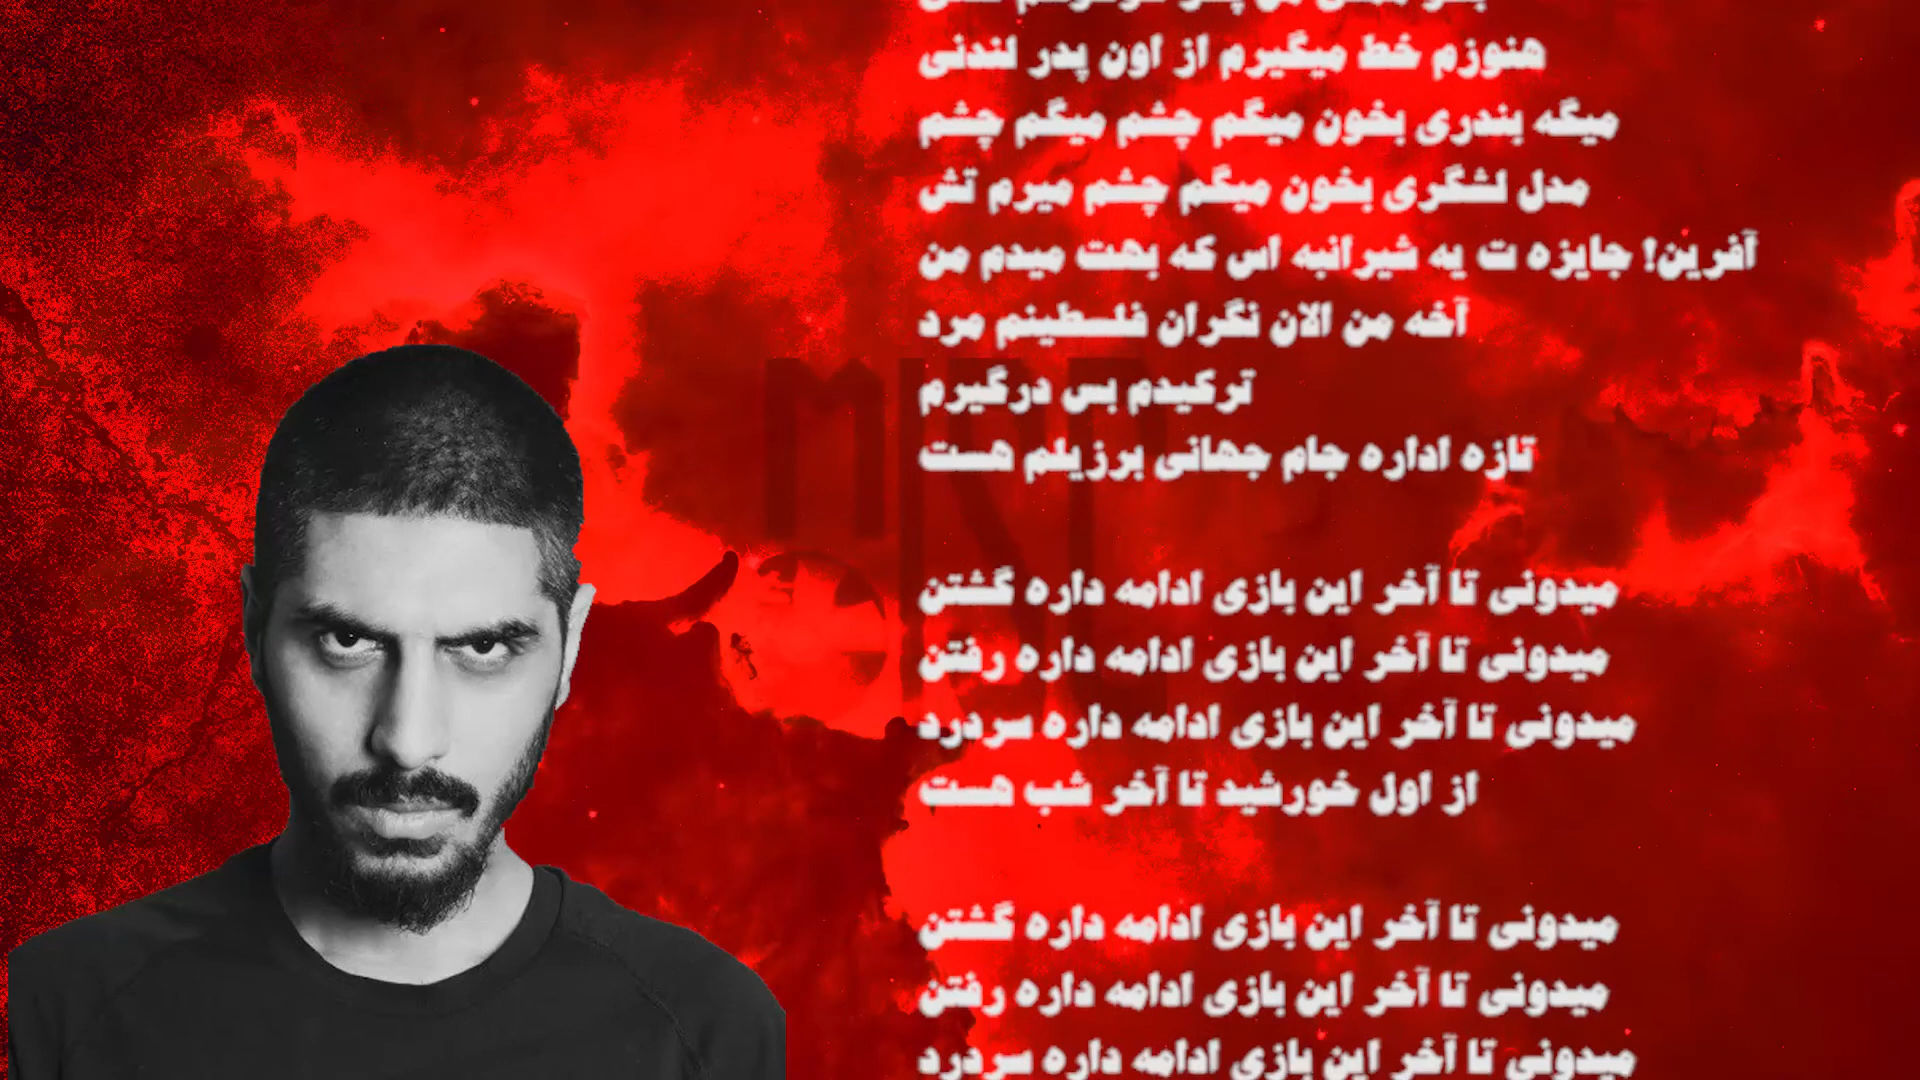 هنوزم خط میگیرم از اون پدر لندنی
میگه بندری بخون میگم چشم میگم چشم
مدل لشگری بخون میگم چشم میرم تش
آفرین! جایزه ت یه شیرانبه اس که بهت میدم من
آخه من الان نگران فلسطینم مرد
ترکیدم بس درگیرم
تازه اداره جام جهانی برزیلم هست
میدونی تا آخر این بازی ادامه داره گشتن
میدونی تا آخر این بازی ادامه داره رفتن
میدونی تا آخر این بازی ادامه داره سردرد
از اول خورشید تا آخر شب هست
میدونی تا آخر این بازی ادامه داره گشتن
میدونی تا آخر این بازی ادامه داره رفتن
میدونی تا آخر این بازی ادامه داره سردرد